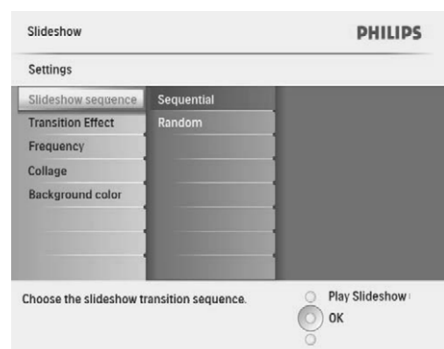 Slideshow
PHILIPS
Settings
Slideshow sequence
Sequential
Transition Effect
Random
Frequency
Collage
Background color
Choose the slideshow transition sequence.
Play Slideshow
OK